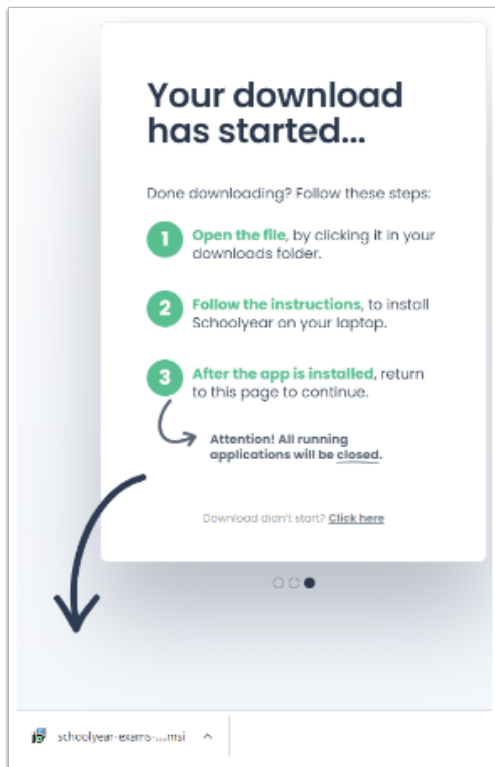 Your download
has started...
Done downloading? Follow these steps:
1 Open the file, by clicking it in your
downloads folder.
2 Follow the instructions, to install
Schoolyear on your laptop.
3 After the app is installed, return
to this page to continue.
Attention! All running
applications will be closed.
Download didn't start? Click here
schoolyear-exams-....msi